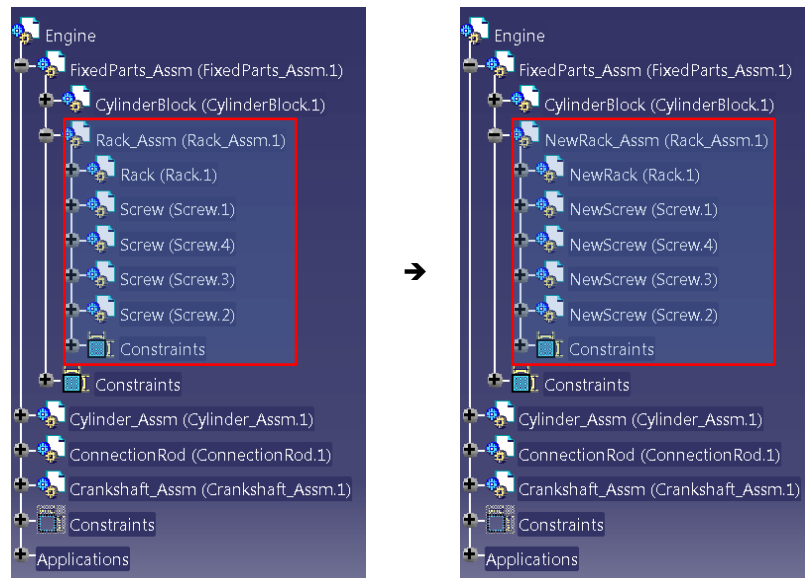 Engine
FixedParts_Assm (FixedParts_Assm.1)
CylinderBlock (CylinderBlock.1)
Rack_Assm (Rack_Assm.1)
Rack (Rack.1)
Screw (Screw.1)
Screw (Screw.4)
Screw (Screw.3)
Screw (Screw.2)
Constraints
Constraints
Cylinder_Assm (Cylinder_Assm.1)
ConnectionRod (ConnectionRod.1)
Crankshaft_Assm (Crankshaft_Assm.1)
Constraints
Applications
Engine
FixedParts_Assm (FixedParts_Assm.1)
CylinderBlock (CylinderBlock.1)
NewRack_Assm (Rack_Assm.1)
NewRack (Rack.1)
NewScrew (Screw.1)
NewScrew (Screw.4)
NewScrew (Screw.3)
NewScrew (Screw.2)
Constraints
Constraints
Cylinder_Assm (Cylinder_Assm.1)
ConnectionRod (ConnectionRod.1)
Crankshaft_Assm (Crankshaft_Assm.1)
Constraints
Applications